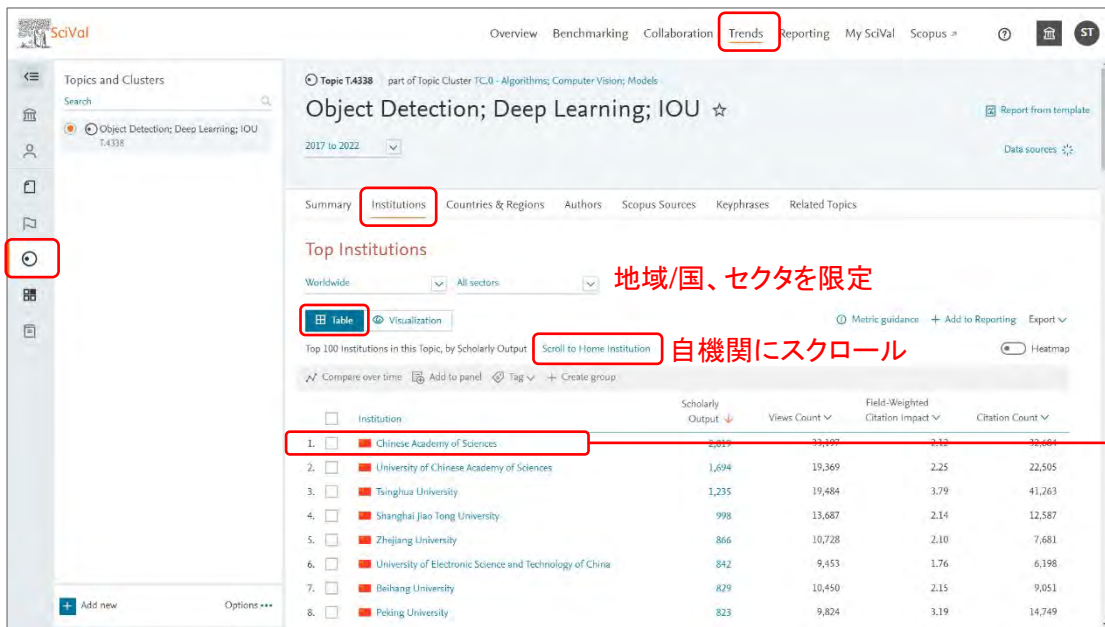 SciVal
Overview Benchmarking Collaboration Trends Reporting My SciVal Scopus ↗
ST
Topics and Clusters
Search
Object Detection; Deep Learning; IOU
T.4338
Topic T.4338 part of Topic Cluster TC.0 - Algorithms; Computer Vision; Models
Object Detection; Deep Learning; IOU ☆
Report from template
2017 to 2022
Data sources
Summary Institutions Countries & Regions Authors Scopus Sources Keyphrases Related Topics
Top Institutions
Worldwide All sectors
地域/国、セクタを限定
Table Visualization
Metric guidance + Add to Reporting Export
Top 100 Institutions in this Topic, by Scholarly Output Scroll to Home Institution
自機関にスクロール
Heatmap
Compare over time Add to panel Tag + Create group
Institution Scholarly Output Views Count Field-Weighted Citation Impact Citation Count
1. Chinese Academy of Sciences 2,819 33,197 2.12 32,684
2. University of Chinese Academy of Sciences 1,694 19,369 2.25 22,505
3. Tsinghua University 1,235 19,484 3.79 41,263
4. Shanghai Jiao Tong University 998 13,687 2.14 12,587
5. Zhejiang University 866 10,728 2.10 7,681
6. University of Electronic Science and Technology of China 842 9,453 1.76 6,198
7. Beihang University 829 10,450 2.15 9,051
8. Peking University 823 9,824 3.19 14,749
+ Add new Options •••